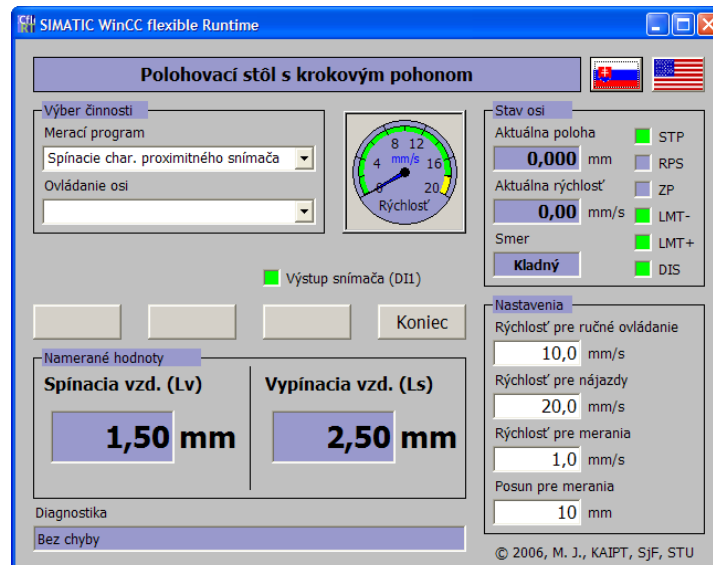 SIMATIC WinCC flexible Runtime
Polohovací stôl s krokovým pohonom
Výber činnosti
Merací program
Spínacie char. proximitného snímača
Ovládanie osi
8 12
4 mm/s 16
0 20
Rýchlosť
Výstup snímača (DI1)
Koniec
Namerané hodnoty
Spínacia vzd. (Lv)
1,50 mm
Vypínacia vzd. (Ls)
2,50 mm
Diagnostika
Bez chyby
Stav osi
Aktuálna poloha
0,000 mm
Aktuálna rýchlosť
0,00 mm/s
Smer
Kladný
STP
RPS
ZP
LMT-
LMT+
DIS
Nastavenia
Rýchlosť pre ručné ovládanie
10,0 mm/s
Rýchlosť pre nájazdy
20,0 mm/s
Rýchlosť pre merania
1,0 mm/s
Posun pre merania
10 mm
© 2006, M. J., KAIPT, SjF, STU